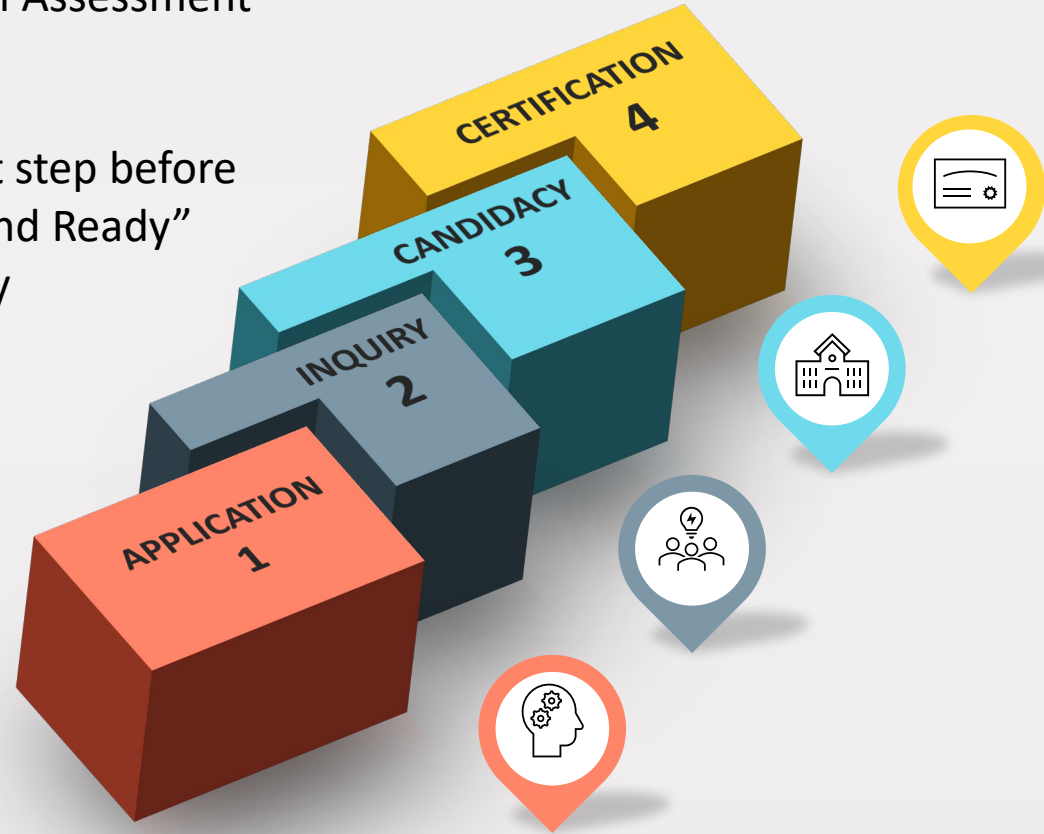 Assessment
step before
nd Ready”
CERTIFICATION
4
CANDIDACY
3
INQUIRY
2
APPLICATION
1